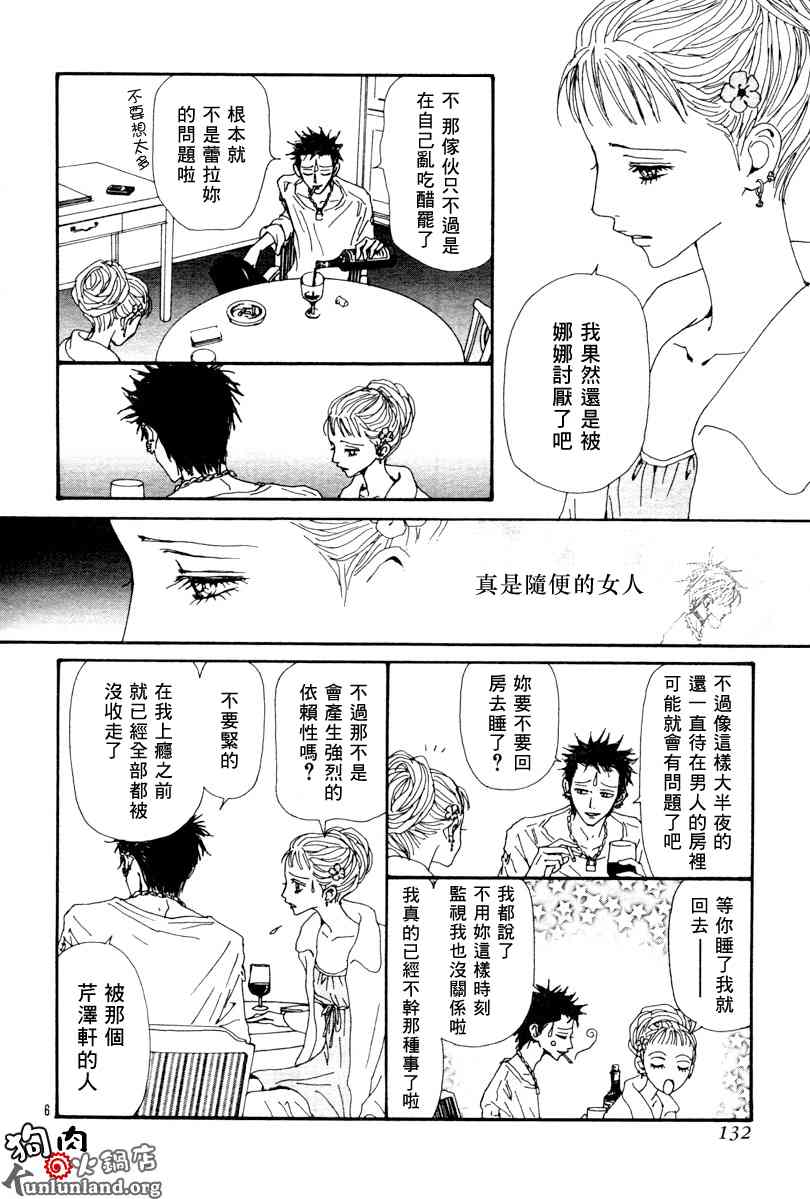 我果然還是被
娜娜討厭了吧
不 那傢伙只不過是
在自己亂吃醋罷了
根本就
不是蕾拉妳
的問題啦
不要想太多
真是隨便的女人
不過像這樣大半夜的
還一直待在男人的房裡
可能就會有問題了吧
妳要不要回
房去睡了?
等你睡了我就
回去——
我都說了
不用妳這樣時刻
監視我也沒關係啦
我真的已經不幹那種事了啦
不過那不是
會產生強烈的
依賴性嗎?
不要緊的
在我上癮之前
就已經全部都被
沒收走了
被那個
芹澤軒的人
6
132
狗肉
火鍋店
Kunlunland.org